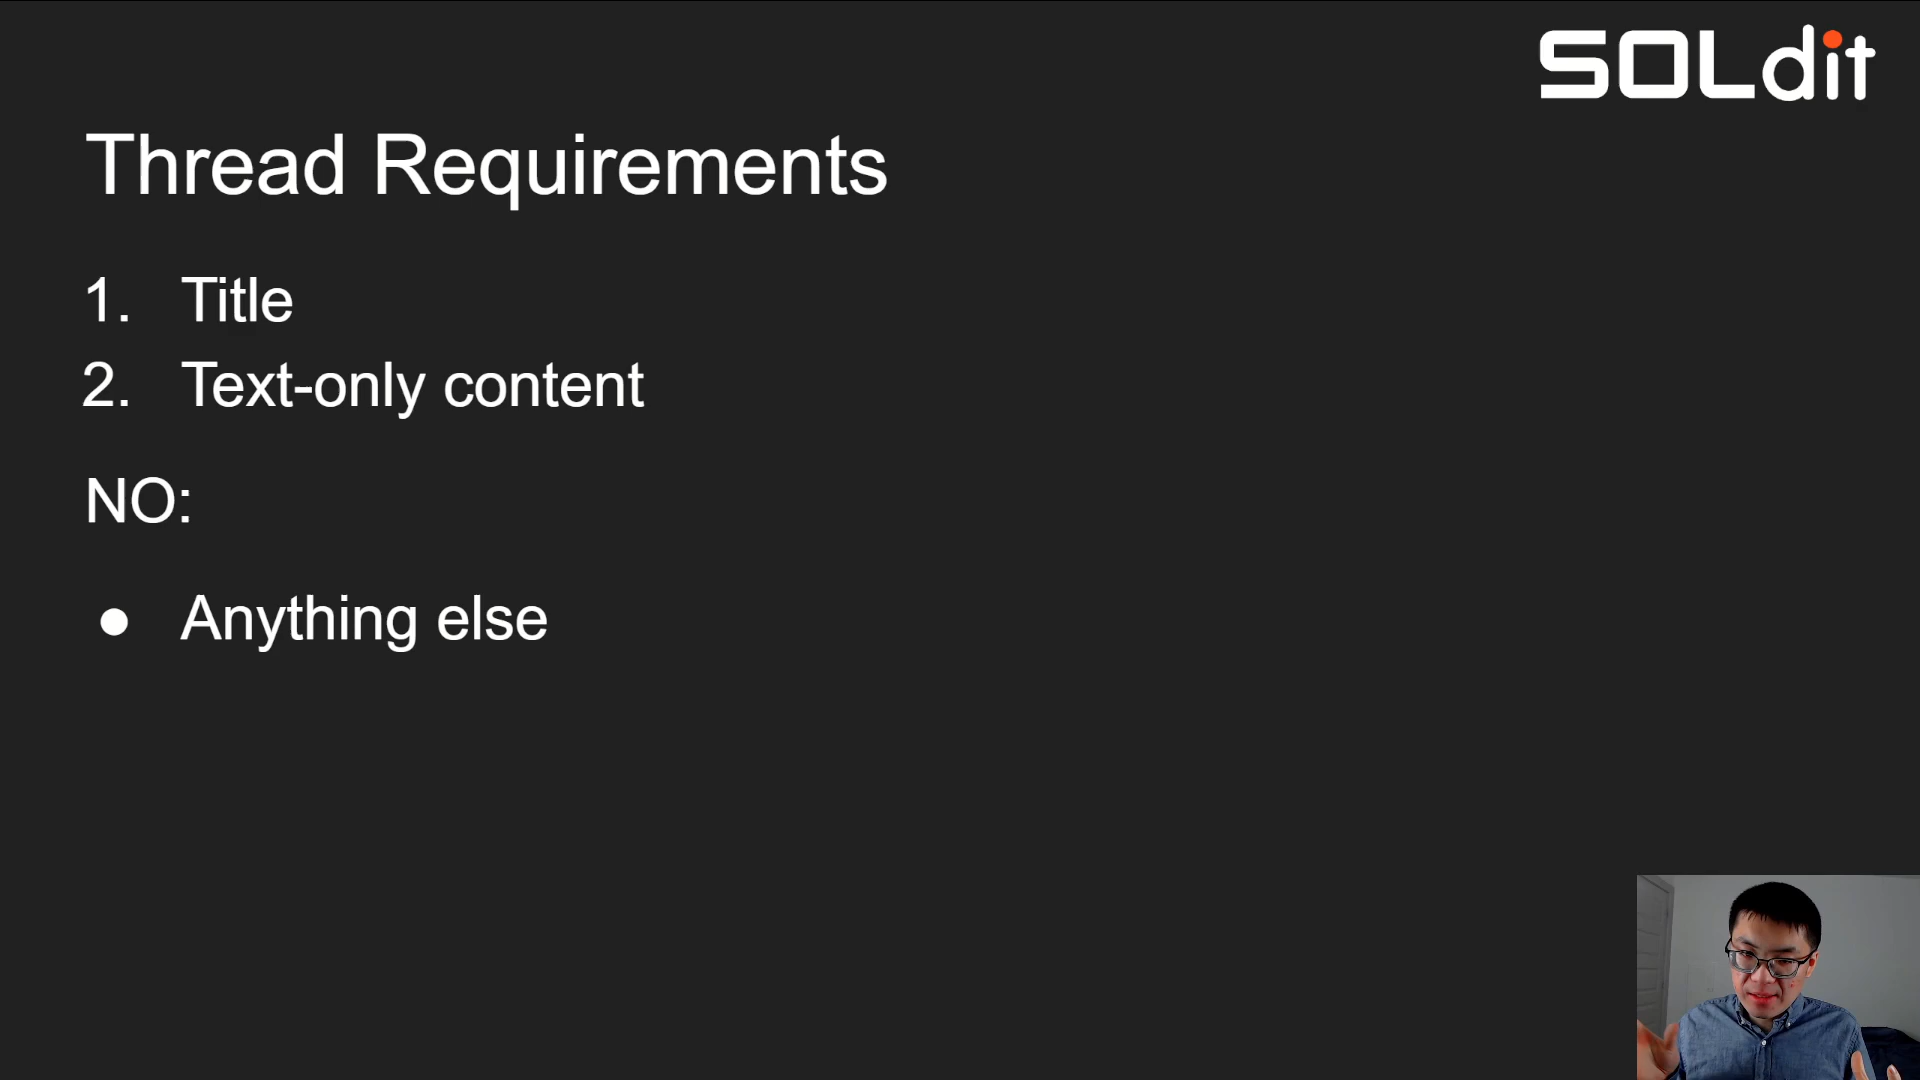 SOLdit
Thread Requirements
1. Title
2. Text-only content
NO:
● Anything else